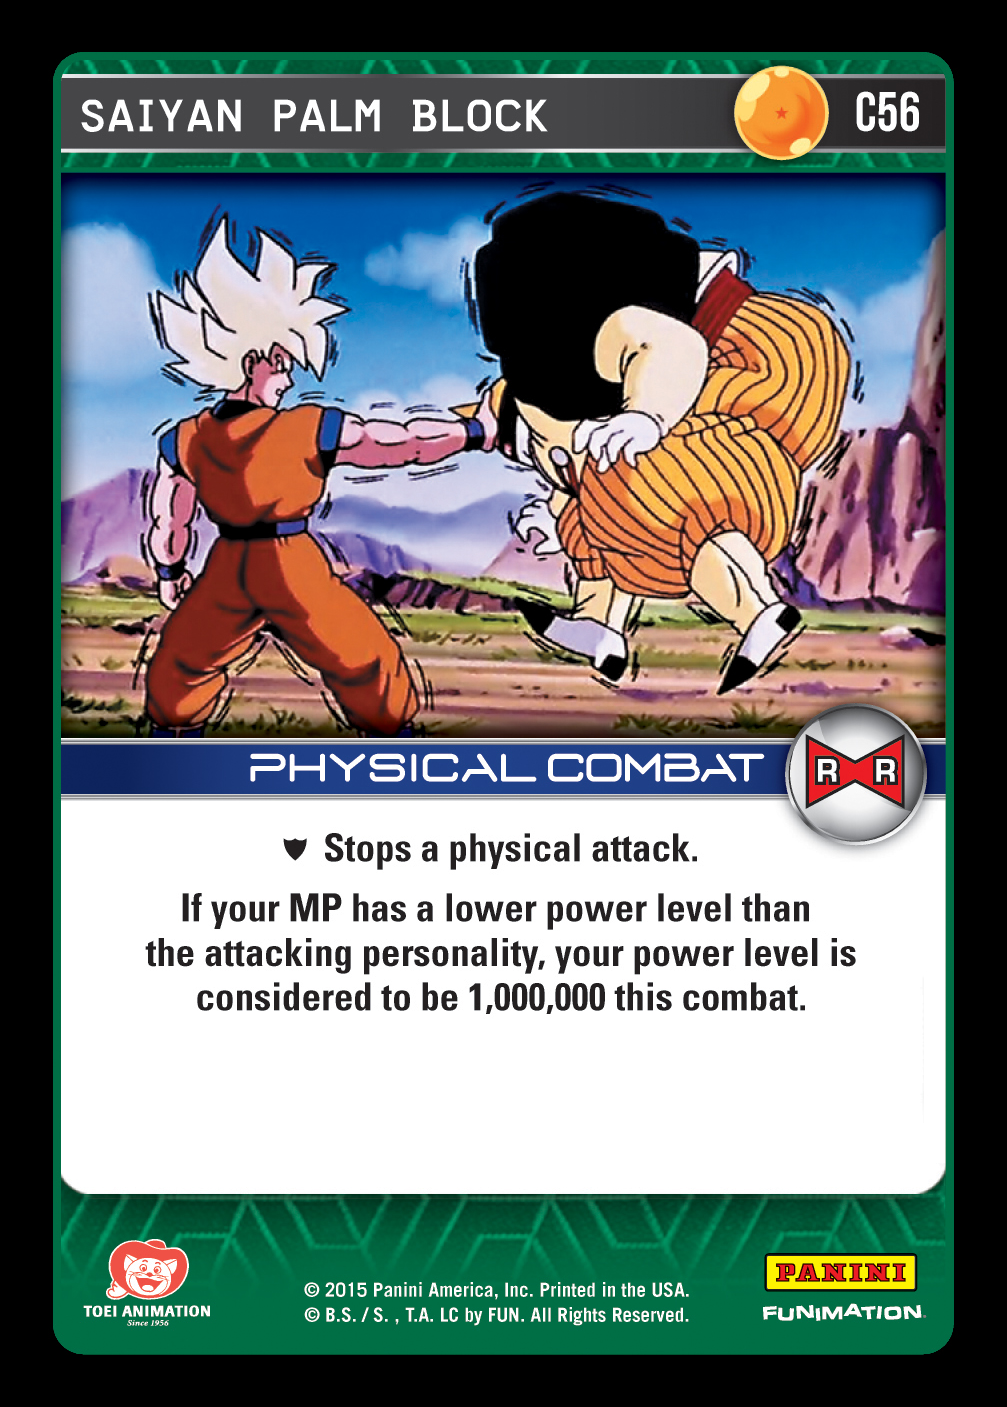 SAIYAN PALM BLOCK
C56
PHYSICAL COMBAT
R R
Stops a physical attack.
If your MP has a lower power level than
the attacking personality, your power level is
considered to be 1,000,000 this combat.
TOEI ANIMATION
Since 1956
© 2015 Panini America, Inc. Printed in the USA.
© B.S. / S. , T.A. LC by FUN. All Rights Reserved.
PANINI
FUNIMATION